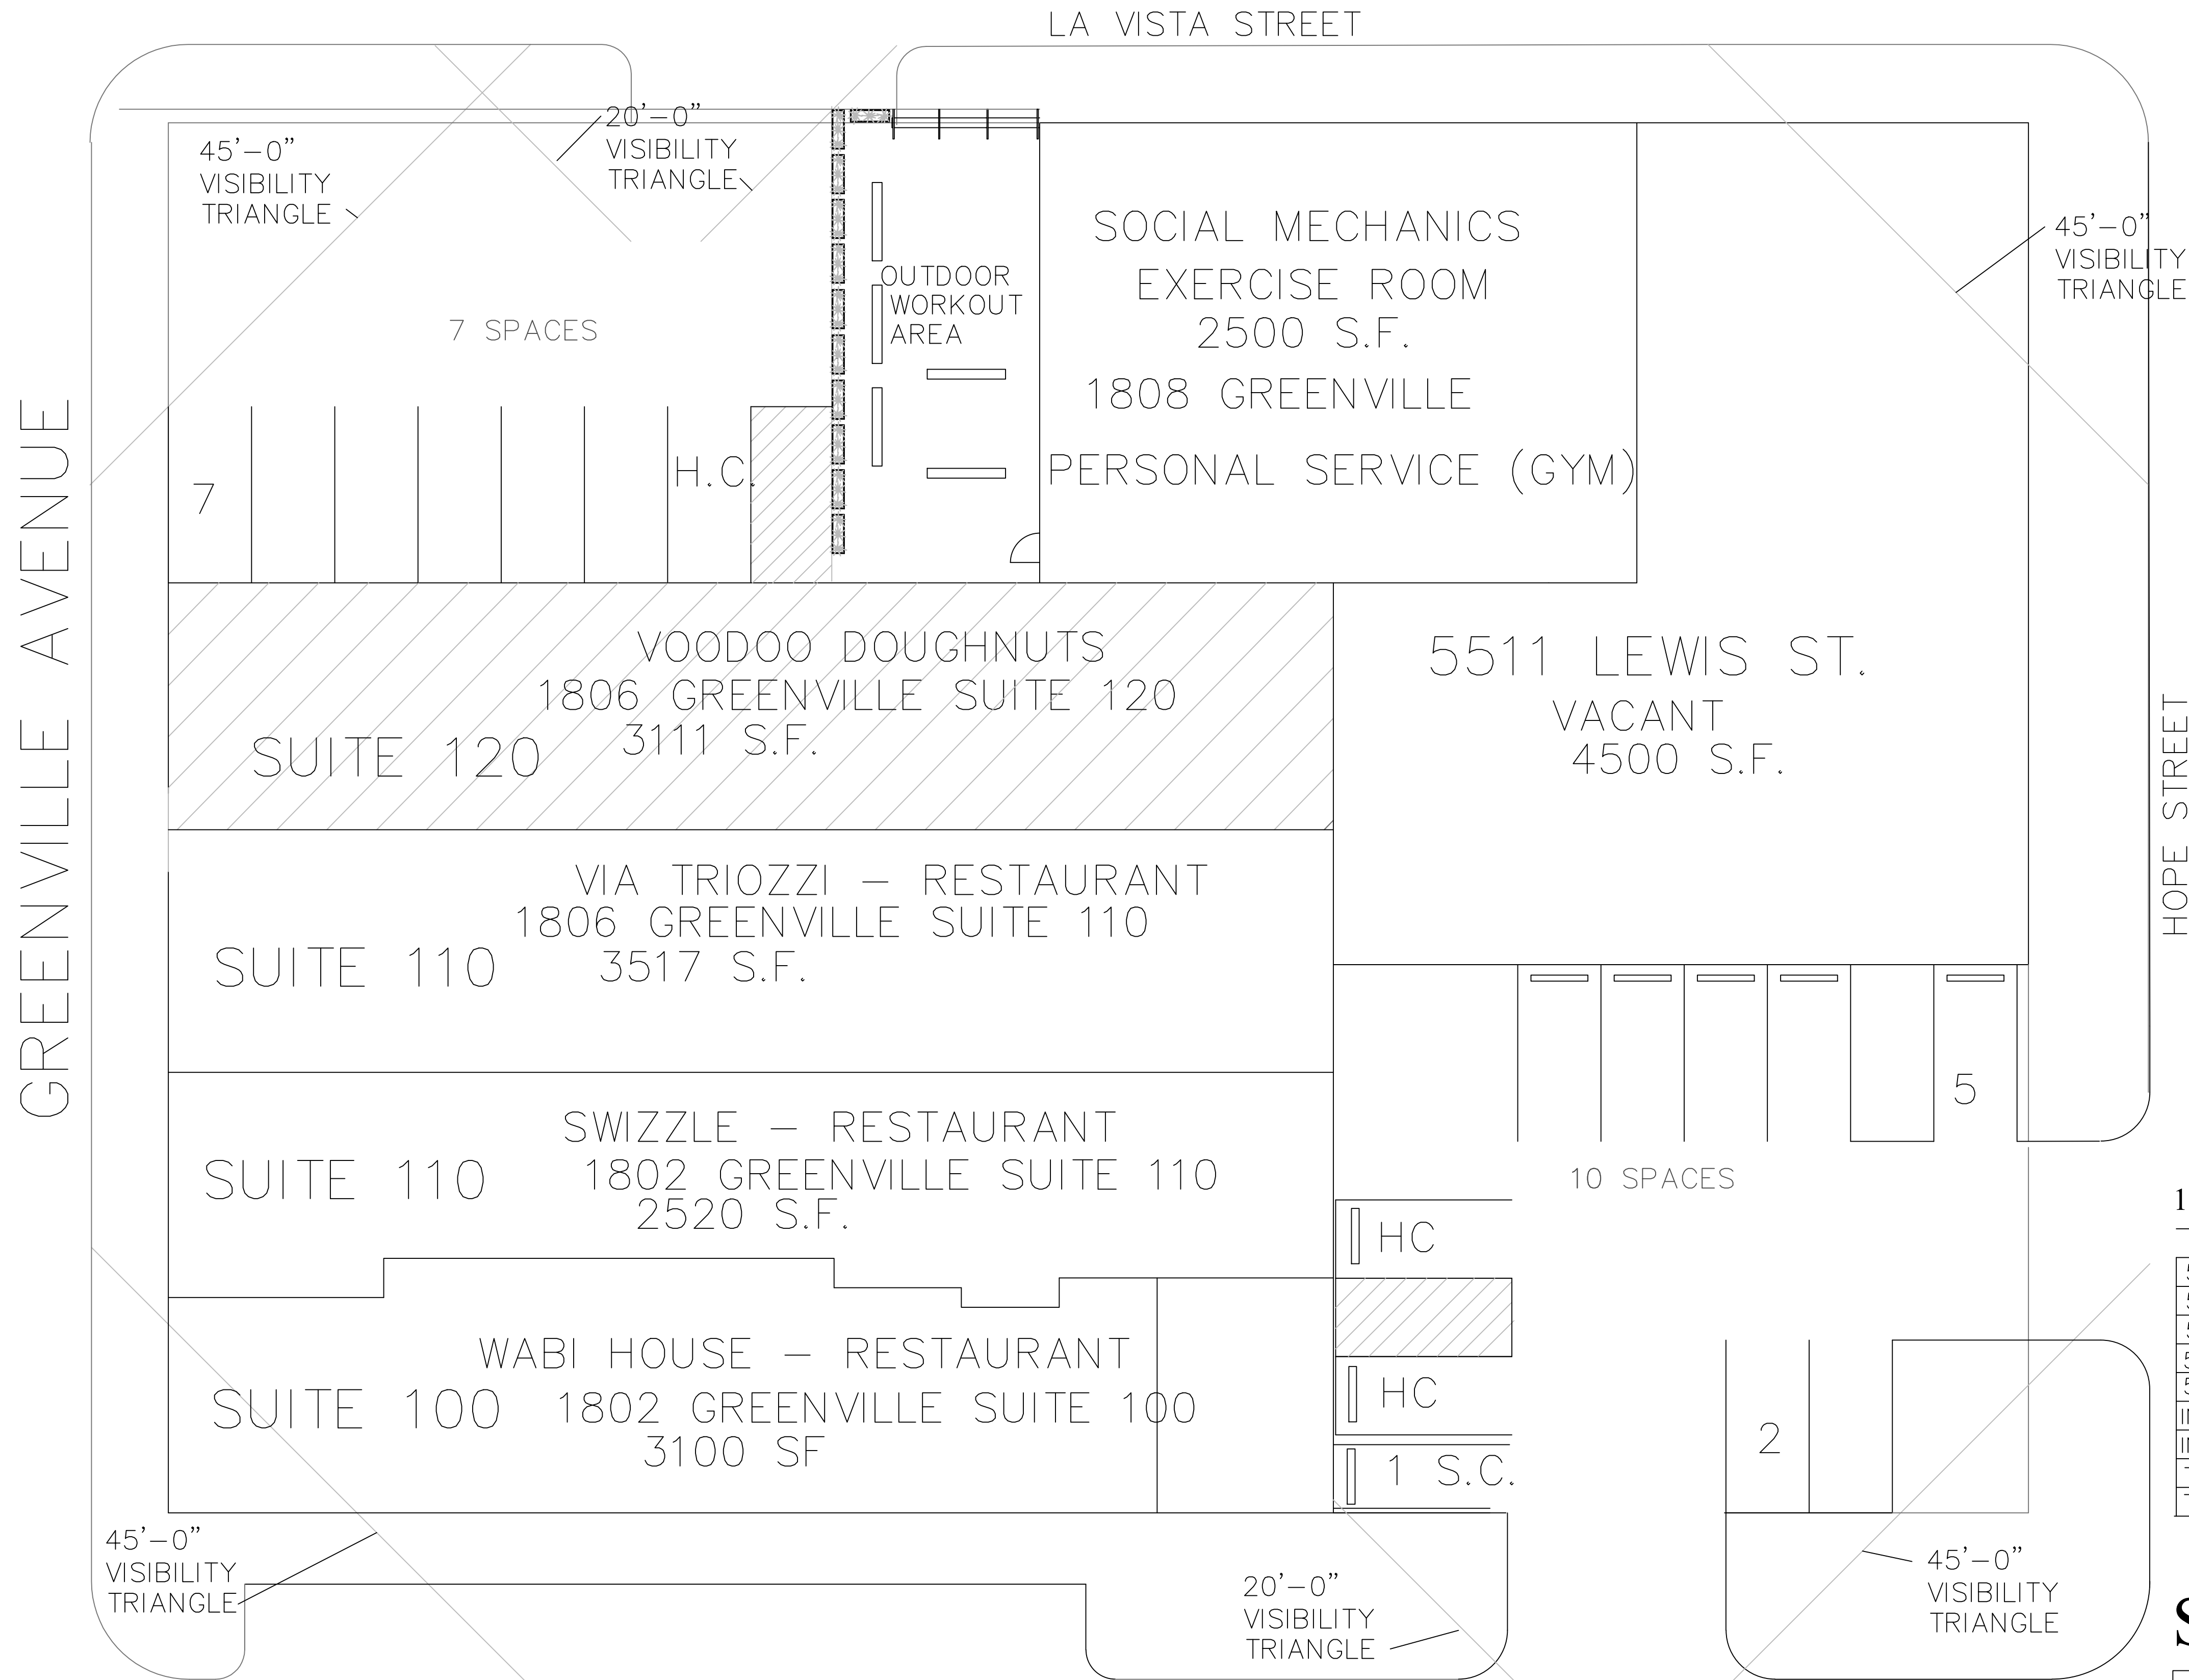 LA VISTA STREET
45'-0"
VISIBILITY
TRIANGLE
20'-0"
VISIBILITY
TRIANGLE
45'-0"
VISIBILITY
TRIANGLE
GREENVILLE AVENUE
HOPE STREET
7 SPACES
7
H.C.
OUTDOOR
WORKOUT
AREA
SOCIAL MECHANICS
EXERCISE ROOM
2500 S.F.
1808 GREENVILLE
PERSONAL SERVICE (GYM)
VOODOO DOUGHNUTS
1806 GREENVILLE SUITE 120
3111 S.F.
SUITE 120
5511 LEWIS ST.
VACANT
4500 S.F.
VIA TRIOZZI - RESTAURANT
1806 GREENVILLE SUITE 110
3517 S.F.
SUITE 110
SWIZZLE - RESTAURANT
1802 GREENVILLE SUITE 110
2520 S.F.
SUITE 110
5
10 SPACES
HC
HC
1 S.C.
2
WABI HOUSE - RESTAURANT
1802 GREENVILLE SUITE 100
3100 SF
SUITE 100
45'-0"
VISIBILITY
TRIANGLE
20'-0"
VISIBILITY
TRIANGLE
45'-0"
VISIBILITY
TRIANGLE
1
S